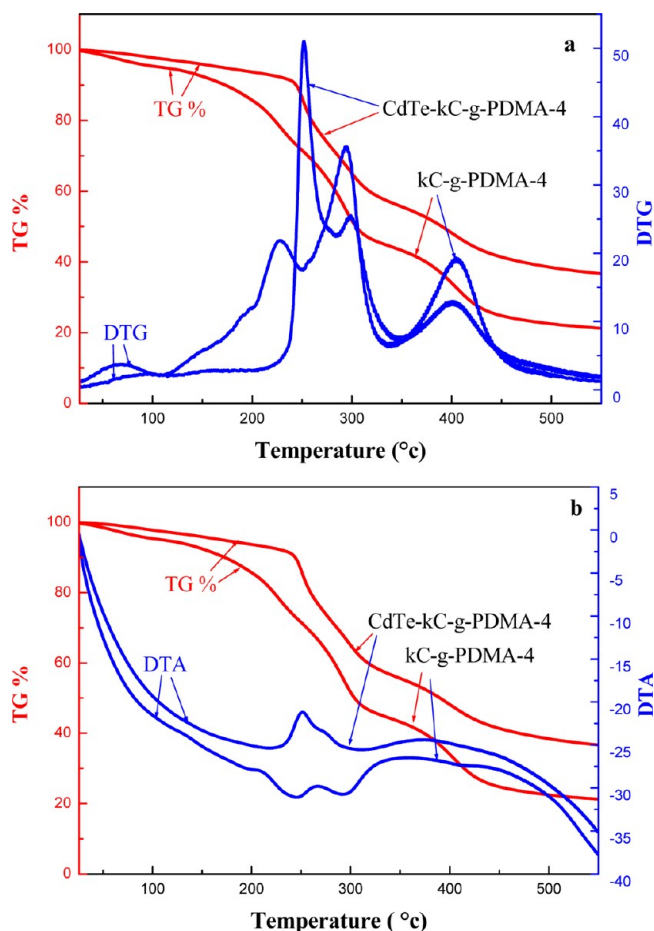 a
100
80
60
40
20
0
TG %
TG %
CdTe-kC-g-PDMA-4
kC-g-PDMA-4
DTG
50
40
30
20
10
0
DTG
100 200 300 400 500
Temperature (°c)
b
100
80
60
40
20
0
TG %
TG %
CdTe-kC-g-PDMA-4
kC-g-PDMA-4
DTA
5
0
-5
-10
-15
-20
-25
-30
-35
-40
DTA
100 200 300 400 500
Temperature ( °c)